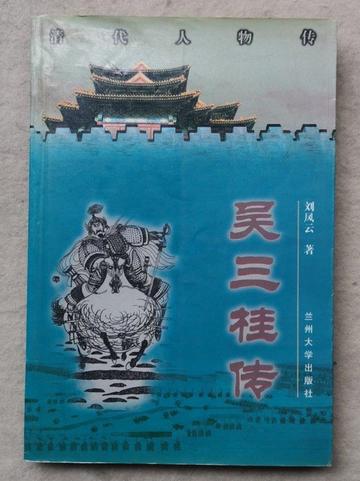 清代人物传
吴三桂传
刘凤云 著
兰州大学出版社